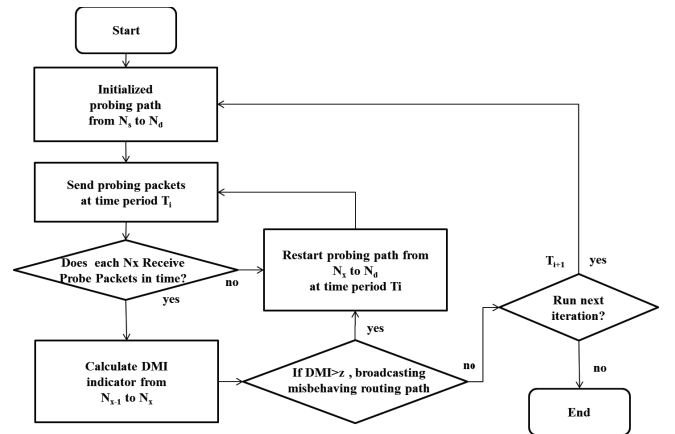 Start
Initialized
probing path
from Ns to Nd
Send probing packets
at time period Ti
Does each Nx Receive
Probe Packets in time?
no
yes
Restart probing path from
Nx to Nd
at time period Ti
Ti+1
yes
Run next
iteration?
no
End
Calculate DMI
indicator from
Nx-1 to Nx
yes
If DMI>z , broadcasting
misbehaving routing path
no